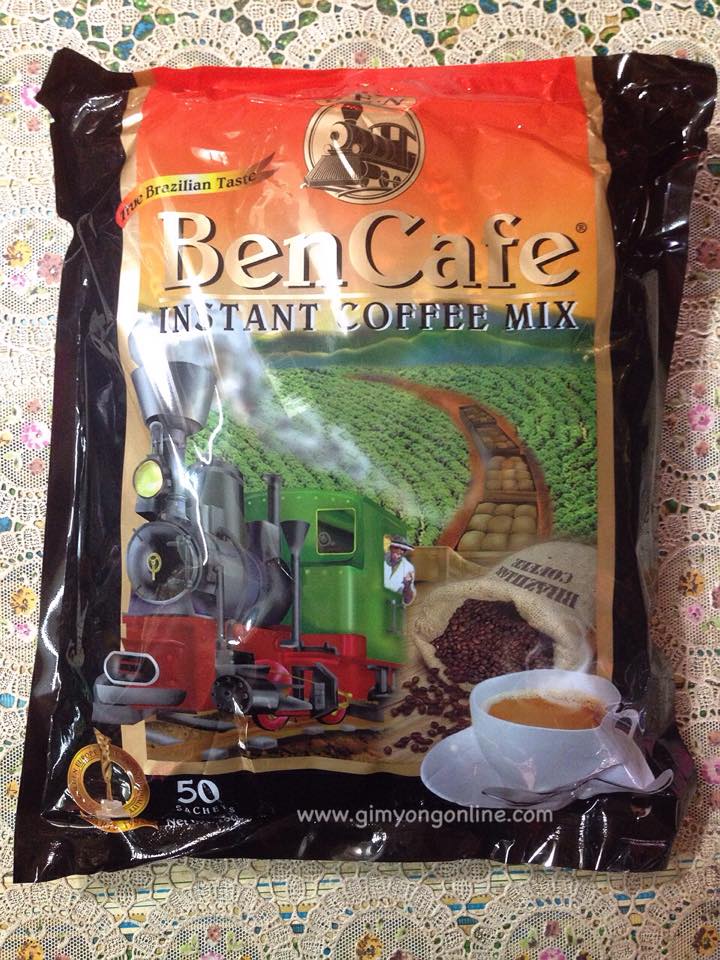 True Brazilian Taste
BenCafe®
INSTANT COFFEE MIX
BRAZILIAN
COFFEE
50
SACHETS
www.gimyongonline.com